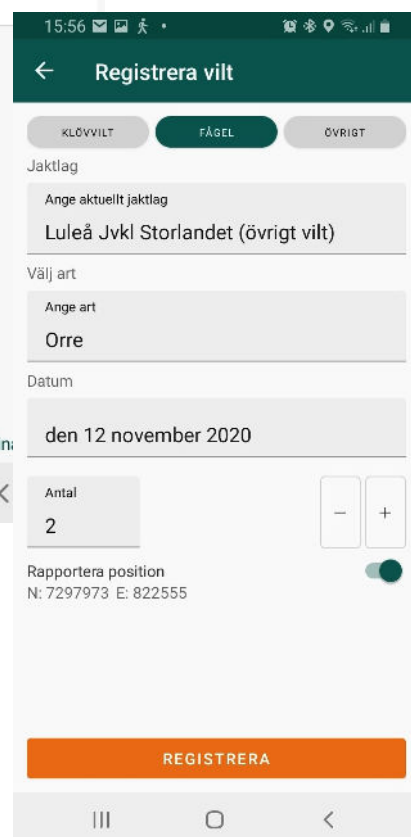 15:56
Registrera vilt
KLÖVVILT
FÅGEL
ÖVRIGT
Jaktlag
Ange aktuellt jaktlag
Luleå Jvkl Storlandet (övrigt vilt)
Välj art
Ange art
Orre
Datum
den 12 november 2020
Antal
2
− +
Rapportera position
N: 7297973 E: 822555
REGISTRERA